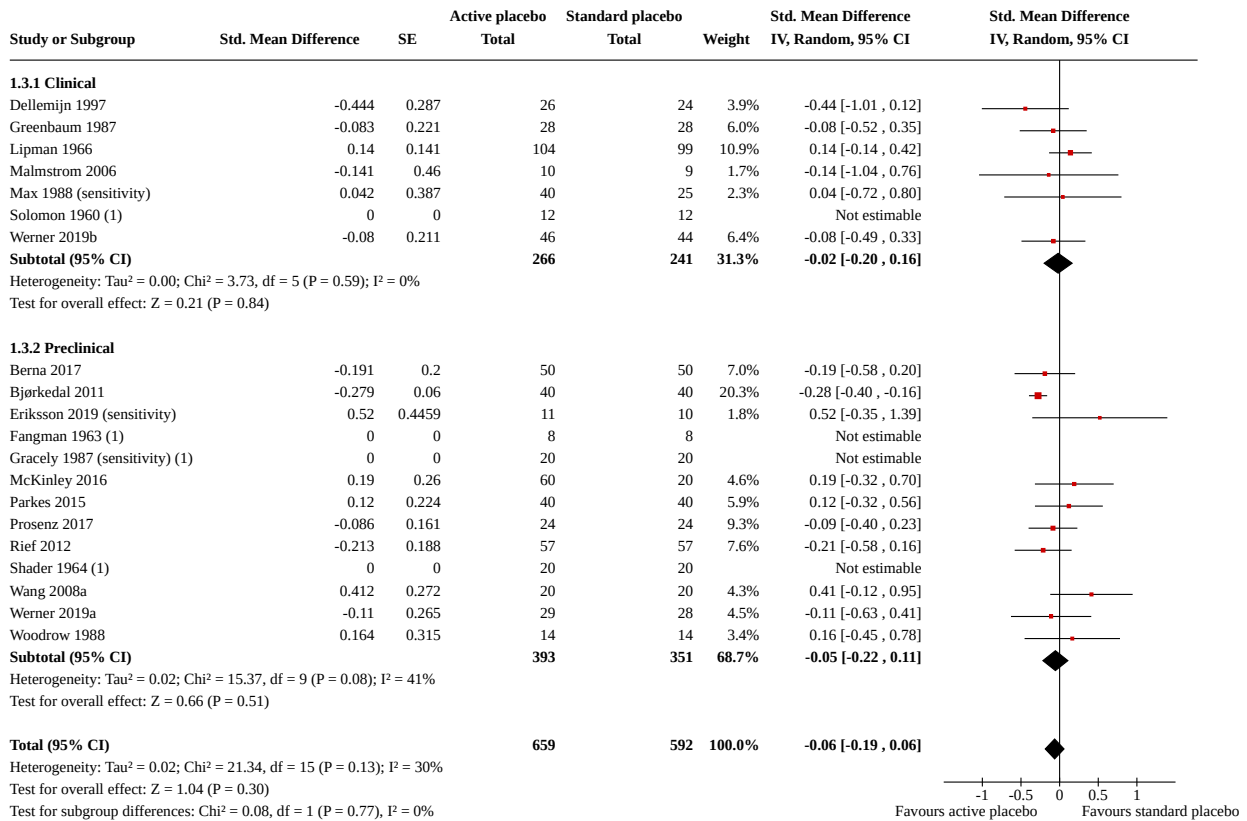 Active placebo Standard placebo Std. Mean Difference Std. Mean Difference
Study or Subgroup Std. Mean Difference SE Total Total Weight IV, Random, 95% CI IV, Random, 95% CI
1.3.1 Clinical
Dellemijn 1997 -0.444 0.287 26 24 3.9% -0.44 [-1.01 , 0.12]
Greenbaum 1987 -0.083 0.221 28 28 6.0% -0.08 [-0.52 , 0.35]
Lipman 1966 0.14 0.141 104 99 10.9% 0.14 [-0.14 , 0.42]
Malmstrom 2006 -0.141 0.46 10 9 1.7% -0.14 [-1.04 , 0.76]
Max 1988 (sensitivity) 0.042 0.387 40 25 2.3% 0.04 [-0.72 , 0.80]
Solomon 1960 (1) 0 0 12 12 Not estimable
Werner 2019b -0.08 0.211 46 44 6.4% -0.08 [-0.49 , 0.33]
Subtotal (95% CI) 266 241 31.3% -0.02 [-0.20 , 0.16]
Heterogeneity: Tau² = 0.00; Chi² = 3.73, df = 5 (P = 0.59); I² = 0%
Test for overall effect: Z = 0.21 (P = 0.84)
1.3.2 Preclinical
Berna 2017 -0.191 0.2 50 50 7.0% -0.19 [-0.58 , 0.20]
Bjørkedal 2011 -0.279 0.06 40 40 20.3% -0.28 [-0.40 , -0.16]
Eriksson 2019 (sensitivity) 0.52 0.4459 11 10 1.8% 0.52 [-0.35 , 1.39]
Fangman 1963 (1) 0 0 8 8 Not estimable
Gracely 1987 (sensitivity) (1) 0 0 20 20 Not estimable
McKinley 2016 0.19 0.26 60 20 4.6% 0.19 [-0.32 , 0.70]
Parkes 2015 0.12 0.224 40 40 5.9% 0.12 [-0.32 , 0.56]
Prosenz 2017 -0.086 0.161 24 24 9.3% -0.09 [-0.40 , 0.23]
Rief 2012 -0.213 0.188 57 57 7.6% -0.21 [-0.58 , 0.16]
Shader 1964 (1) 0 0 20 20 Not estimable
Wang 2008a 0.412 0.272 20 20 4.3% 0.41 [-0.12 , 0.95]
Werner 2019a -0.11 0.265 29 28 4.5% -0.11 [-0.63 , 0.41]
Woodrow 1988 0.164 0.315 14 14 3.4% 0.16 [-0.45 , 0.78]
Subtotal (95% CI) 393 351 68.7% -0.05 [-0.22 , 0.11]
Heterogeneity: Tau² = 0.02; Chi² = 15.37, df = 9 (P = 0.08); I² = 41%
Test for overall effect: Z = 0.66 (P = 0.51)
Total (95% CI) 659 592 100.0% -0.06 [-0.19 , 0.06]
Heterogeneity: Tau² = 0.02; Chi² = 21.34, df = 15 (P = 0.13); I² = 30%
Test for overall effect: Z = 1.04 (P = 0.30)
-1 -0.5 0 0.5 1
Test for subgroup differences: Chi² = 0.08, df = 1 (P = 0.77), I² = 0%
Favours active placebo Favours standard placebo